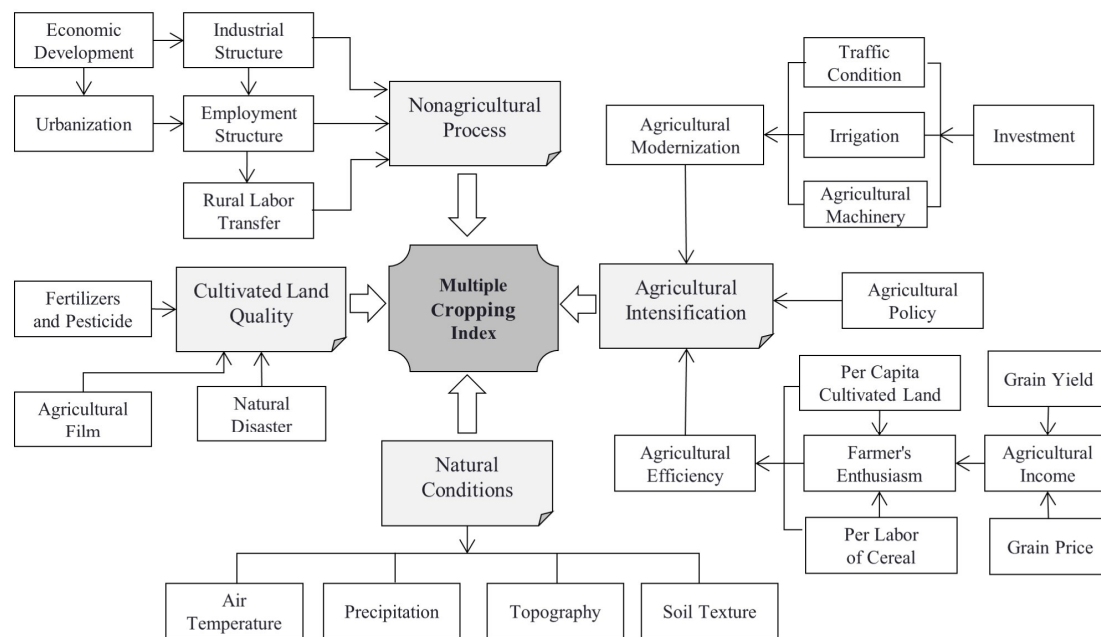 Economic
Development
Industrial
Structure
Urbanization
Employment
Structure
Rural Labor
Transfer
Nonagricultural
Process
Traffic
Condition
Agricultural
Modernization
Irrigation
Investment
Agricultural
Machinery
Fertilizers
and Pesticide
Cultivated Land
Quality
Multiple
Cropping
Index
Agricultural
Intensification
Agricultural
Policy
Agricultural
Film
Natural
Disaster
Natural
Conditions
Per Capita
Cultivated Land
Grain Yield
Agricultural
Efficiency
Farmer's
Enthusiasm
Agricultural
Income
Per Labor
of Cereal
Grain Price
Air
Temperature
Precipitation
Topography
Soil Texture